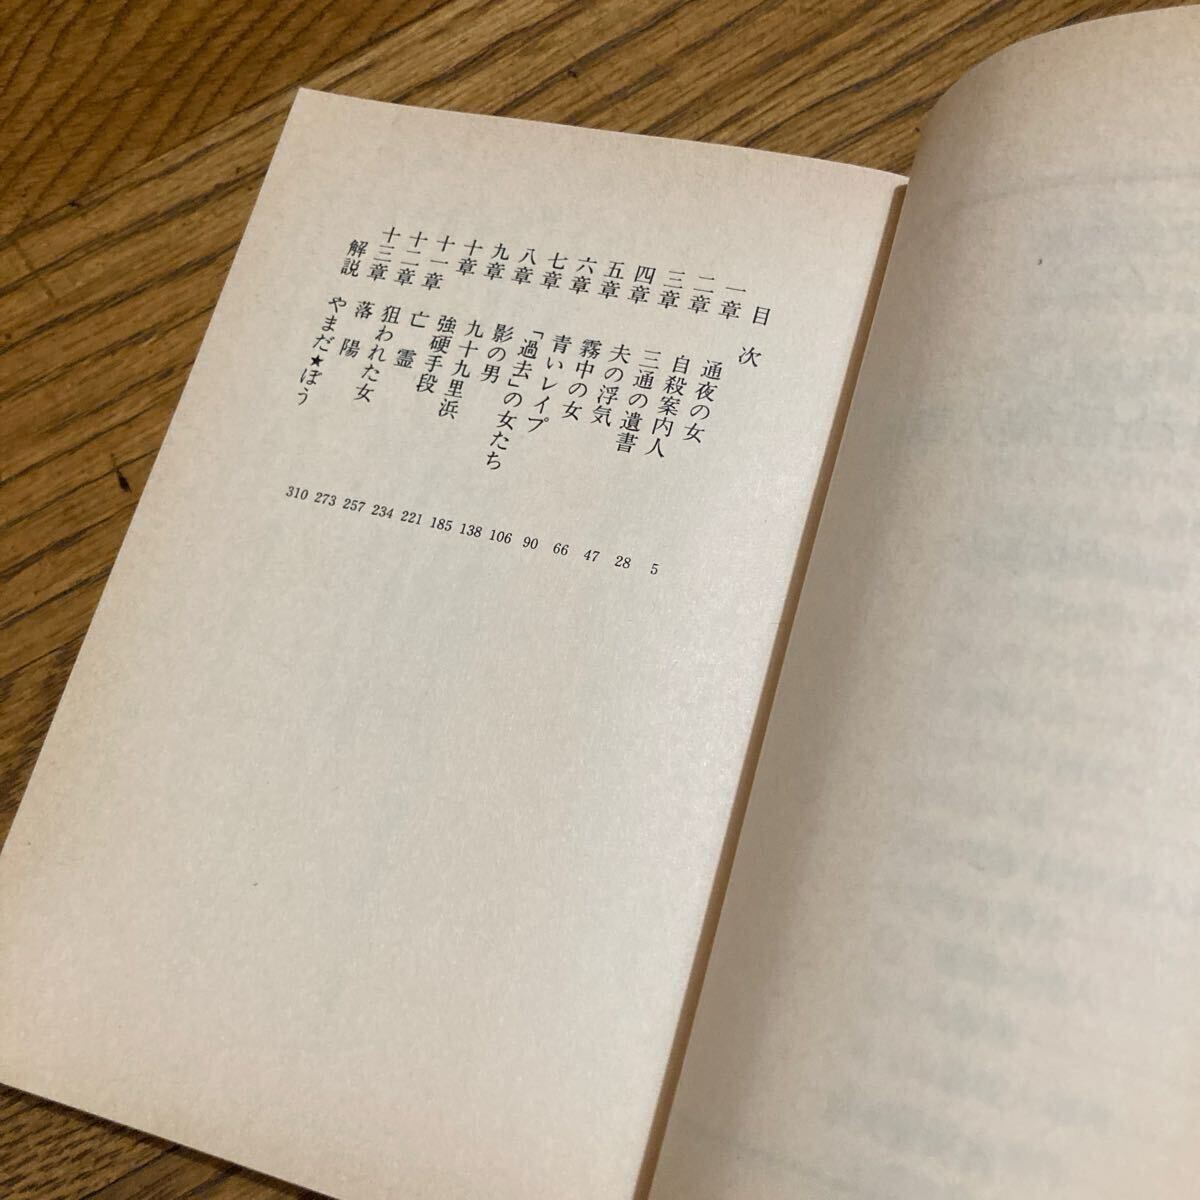 目次
一章 通夜の女 5
二章 自殺案内人 28
三章 三通の遺書 47
四章 夫の浮気 66
五章 霧中の女 90
六章 青いレイプ 106
七章 「過去」の女たち 138
八章 影の男 185
九章 九十九里浜 221
十章 強硬手段 234
十一章 亡霊 257
十二章 狙われた女 273
十三章 落陽 310
解説 やまだ★ぼう